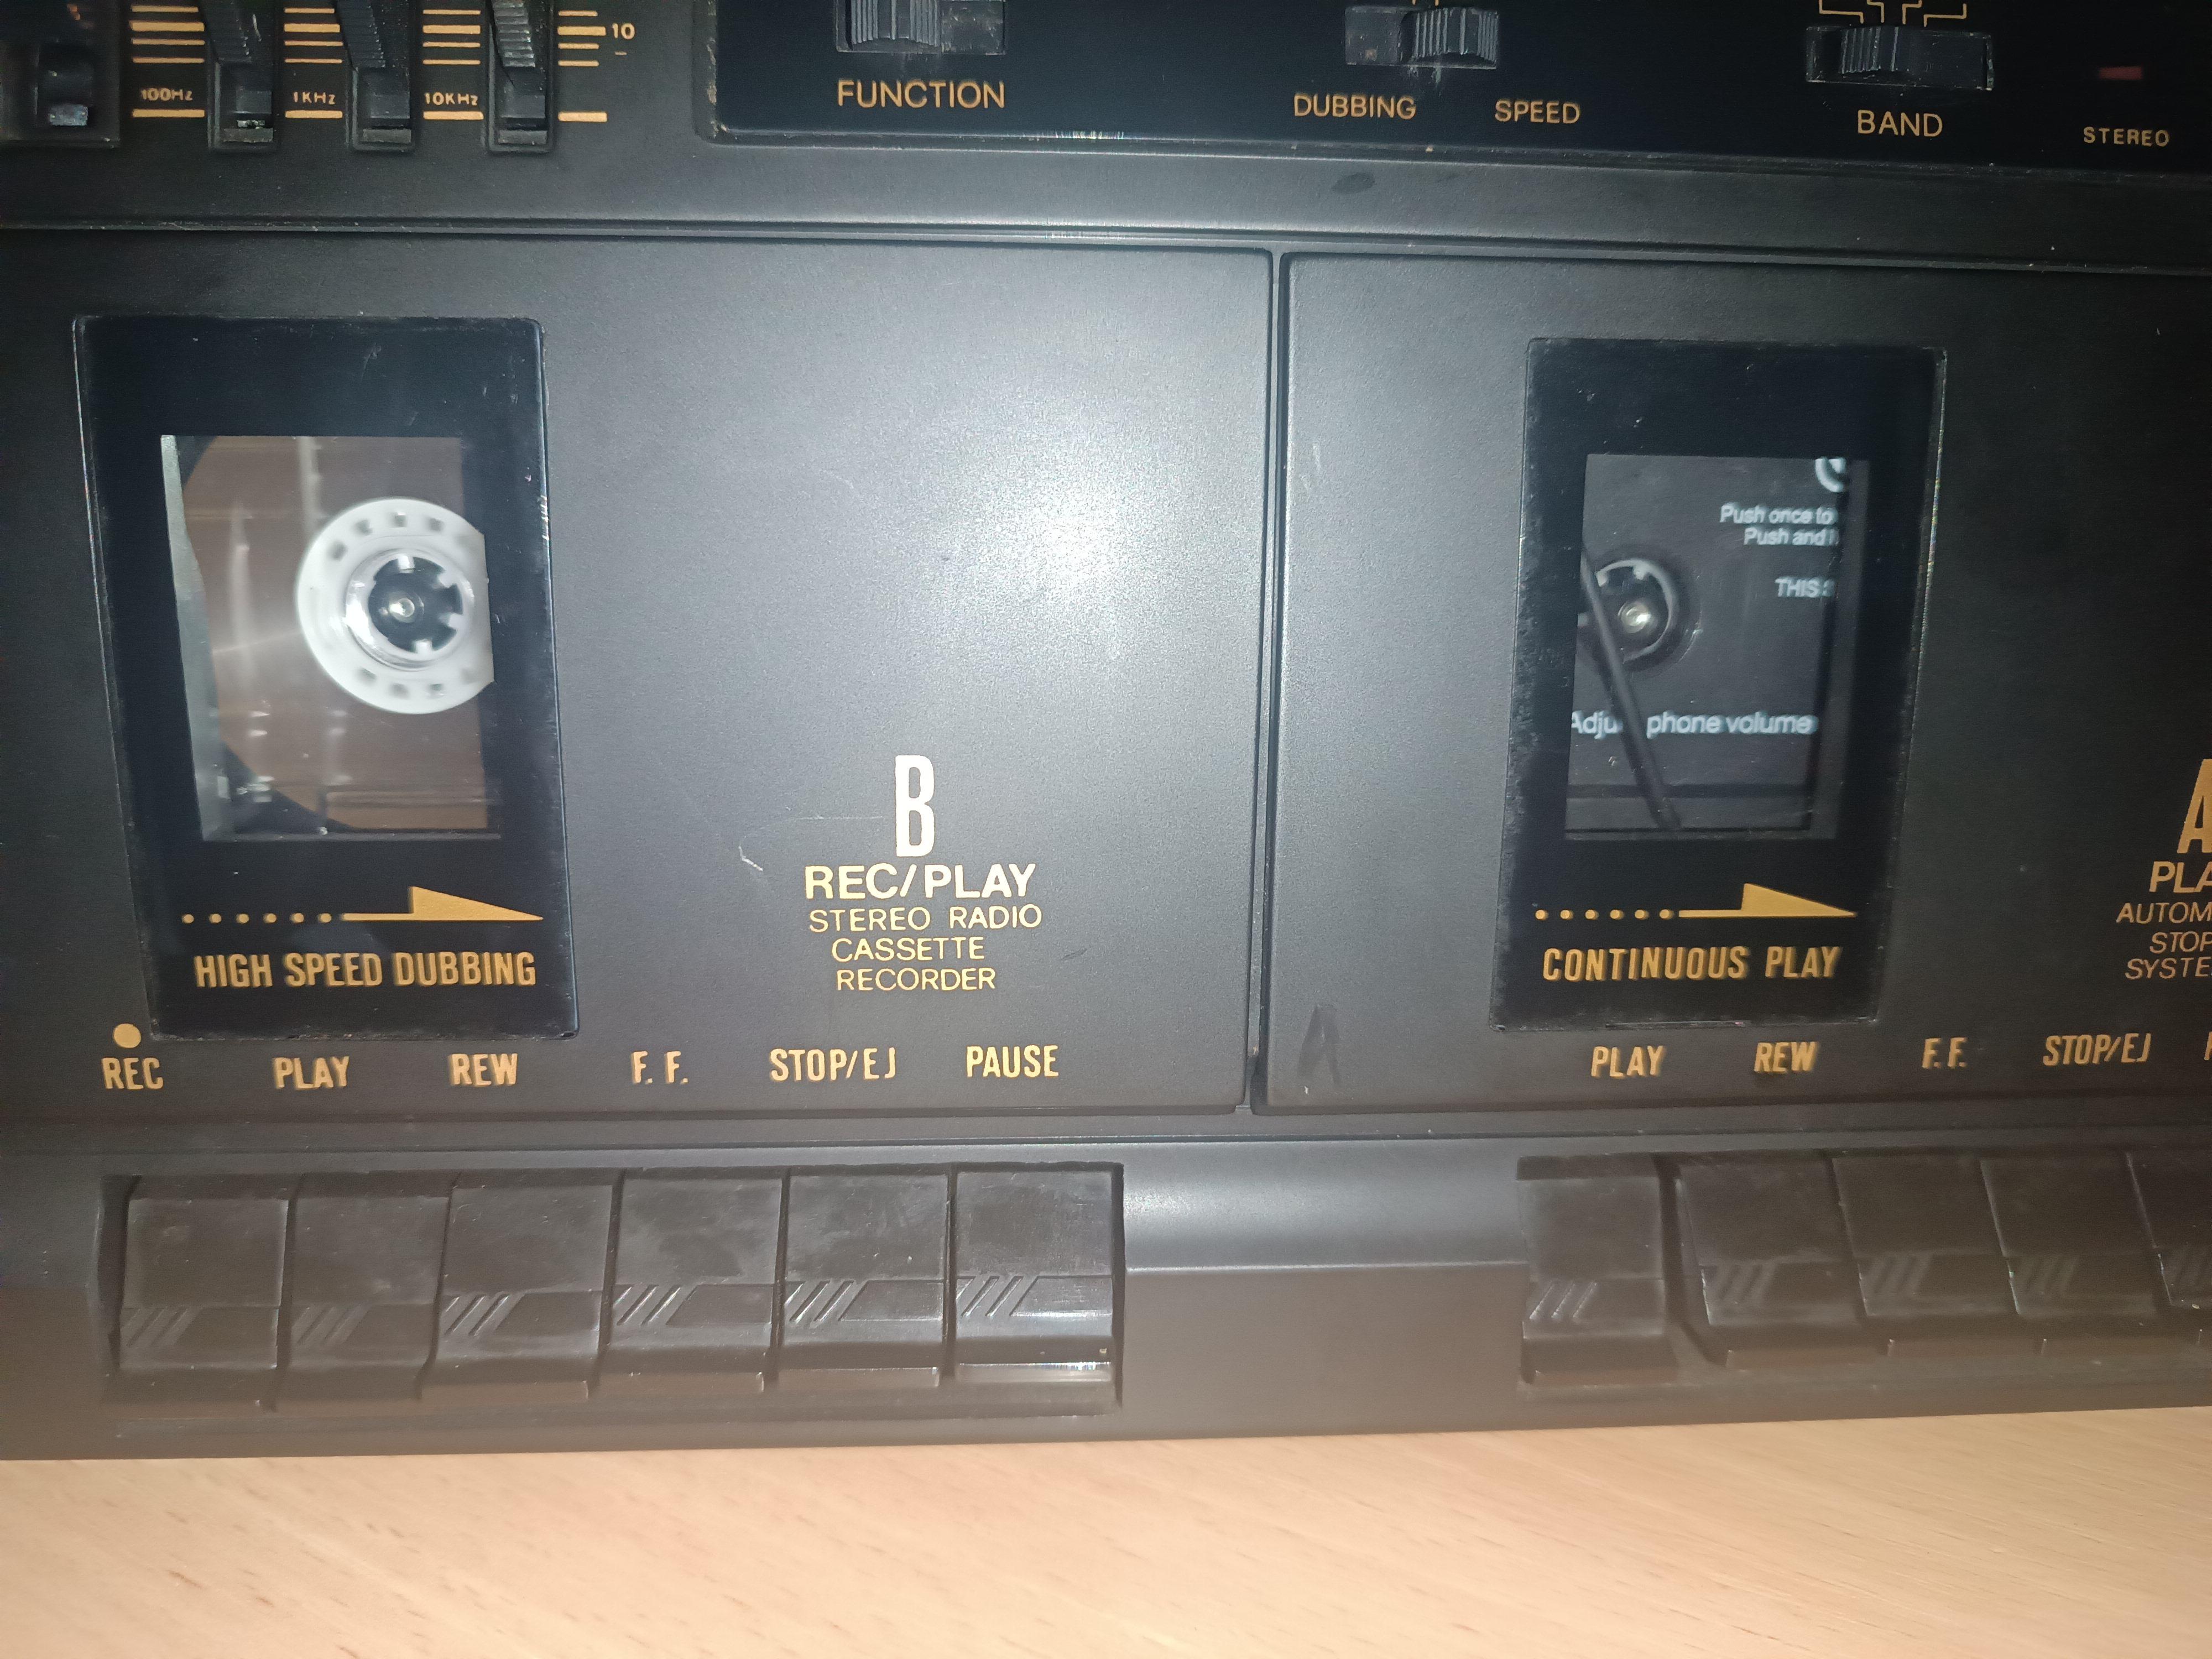 10
100HZ 1KHZ 10KHZ
FUNCTION
DUBBING SPEED
BAND
STEREO
Push once to
Push and
THIS
phone volume
B
REC/PLAY
STEREO RADIO
CASSETTE
RECORDER
A
HIGH SPEED DUBBING
CONTINUOUS PLAY
REC PLAY REW F.F. STOP/EJ PAUSE
PLAY REW F.F. STOP/EJ